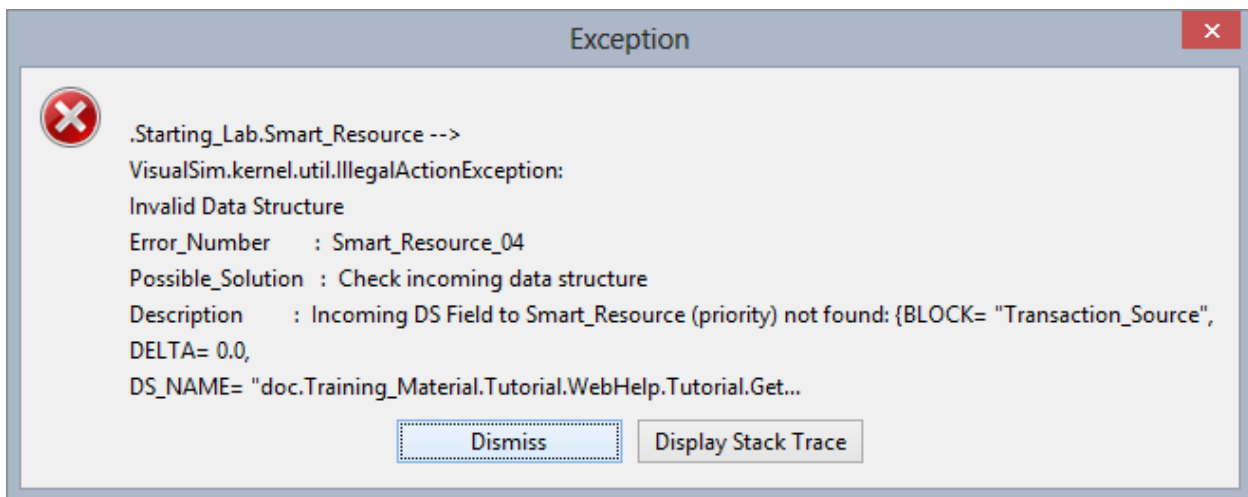 Exception
.Starting_Lab.Smart_Resource -->
VisualSim.kernel.util.IllegalActionException:
Invalid Data Structure
Error_Number : Smart_Resource_04
Possible_Solution : Check incoming data structure
Description : Incoming DS Field to Smart_Resource (priority) not found: {BLOCK= "Transaction_Source",
DELTA= 0.0,
DS_NAME= "doc.Training_Material.Tutorial.WebHelp.Tutorial.Get...
Dismiss Display Stack Trace